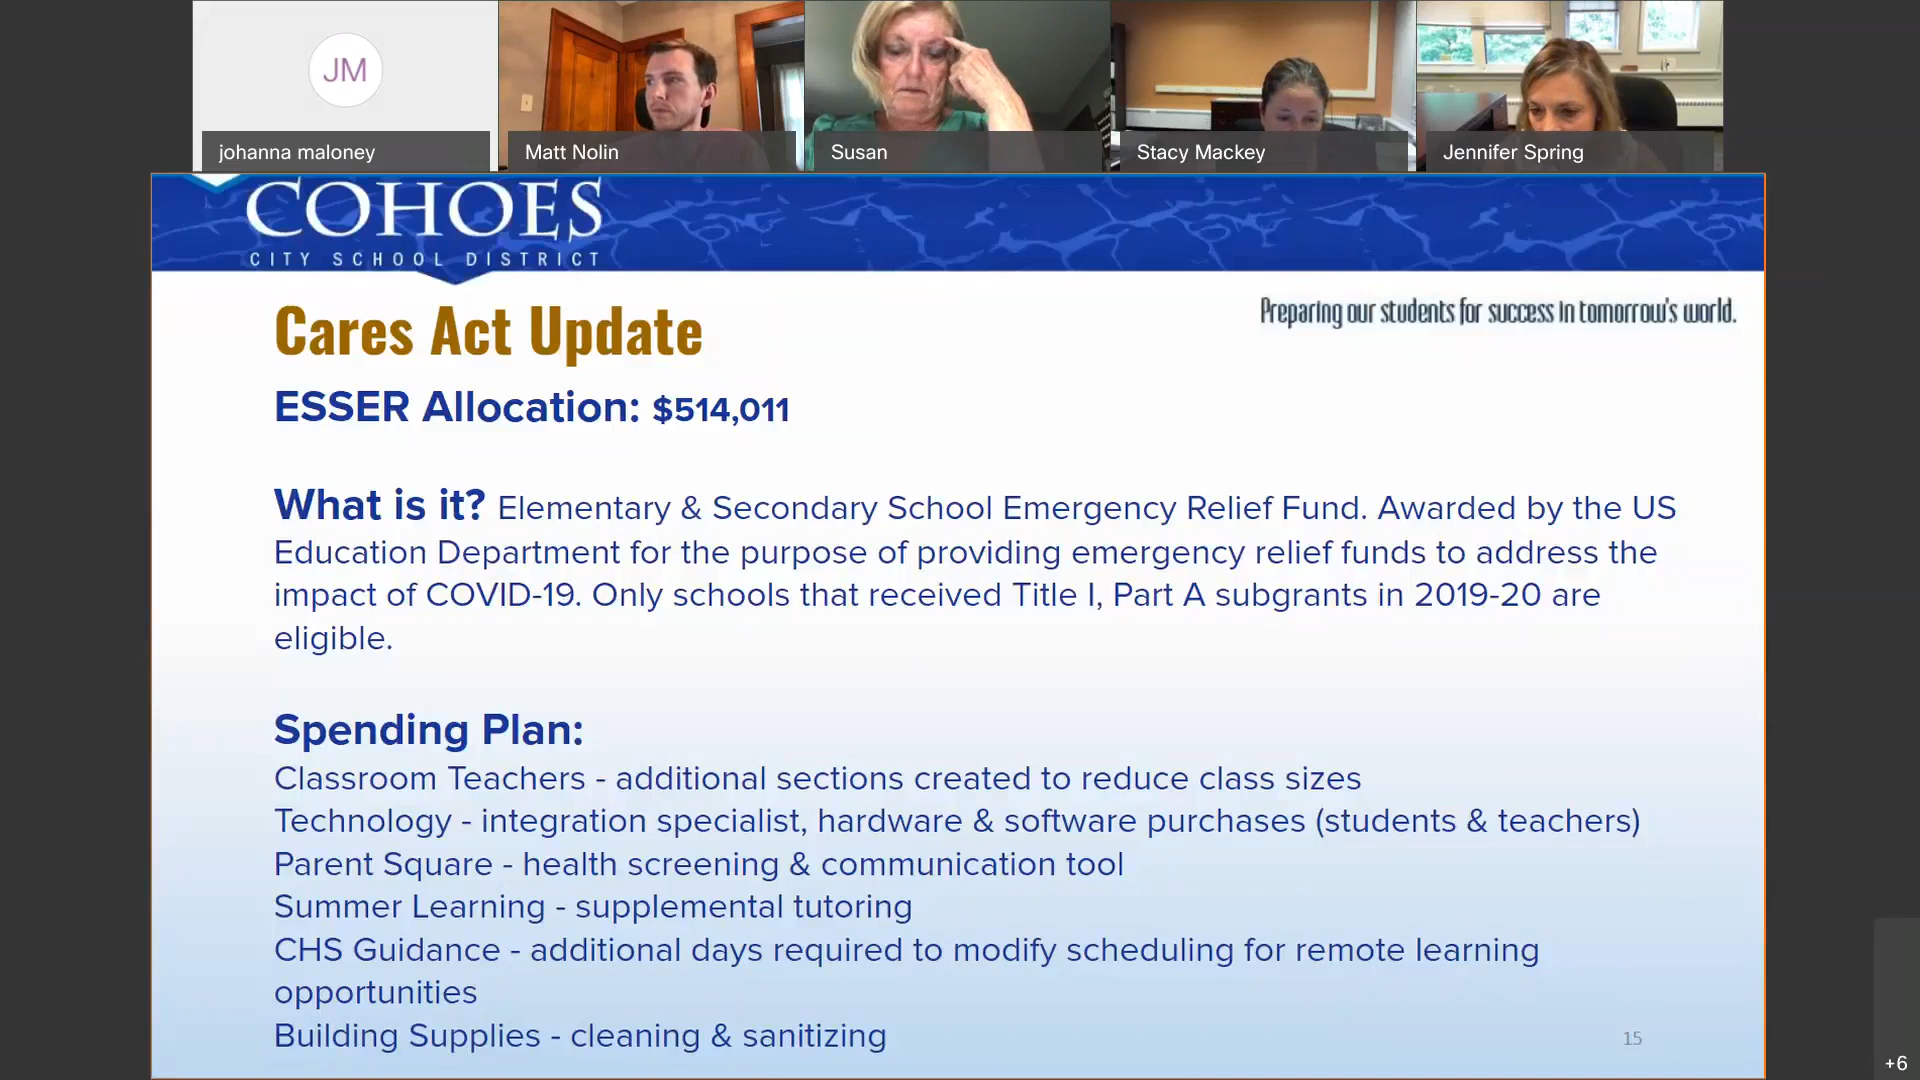 JM
johanna maloney
Matt Nolin
Susan
Stacy Mackey
Jennifer Spring
COHOES
CITY SCHOOL DISTRICT
Preparing our students for success in tomorrow's world.
Cares Act Update
ESSER Allocation: $514,011
What is it? Elementary & Secondary School Emergency Relief Fund. Awarded by the US
Education Department for the purpose of providing emergency relief funds to address the
impact of COVID-19. Only schools that received Title I, Part A subgrants in 2019-20 are
eligible.
Spending Plan:
Classroom Teachers - additional sections created to reduce class sizes
Technology - integration specialist, hardware & software purchases (students & teachers)
Parent Square - health screening & communication tool
Summer Learning - supplemental tutoring
CHS Guidance - additional days required to modify scheduling for remote learning
opportunities
Building Supplies - cleaning & sanitizing
15
+6